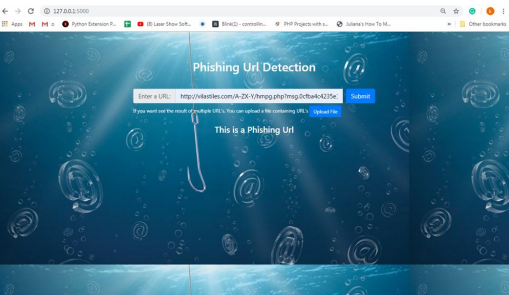 127.0.0.1:5000
Apps
Python Extension P...
(8) Laser Show Soft...
Blink(1) - controllin...
PHP Projects with s...
Juliana's How To M...
»
Other bookmarks
Phishing Url Detection
Enter a URL:
http://vilastiles.com/A-ZX-Y/hmpg.php?msg.0cfba4c4235e
Submit
If you want see the result of multiple URL's. You can upload a file containing URL's
Upload File
This is a Phishing Url